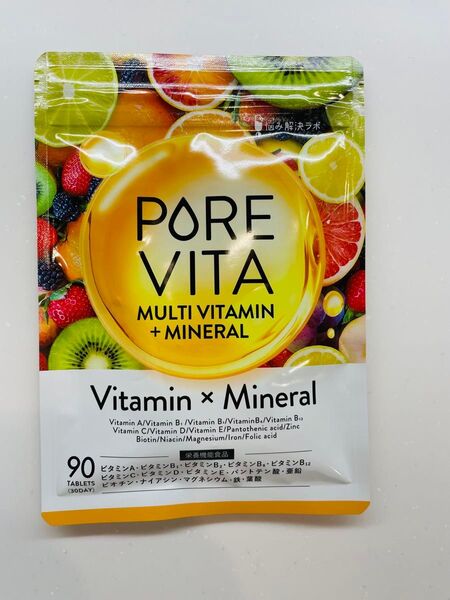 悩み解決ラボ
PORE
VITA
MULTI VITAMIN
+ MINERAL
Vitamin × Mineral
Vitamin A/Vitamin B₁/Vitamin B₂/Vitamin B₆/Vitamin B₁₂
Vitamin C/Vitamin D/Vitamin E/Pantothenic acid/Zinc
Biotin/Niacin/Magnesium/Iron/Folic acid
栄養機能食品
90
TABLETS
(30DAY)
ビタミンA・ビタミンB₁・ビタミンB₂・ビタミンB₆・ビタミンB₁₂
ビタミンC・ビタミンD・ビタミンE・パントテン酸・亜鉛
ビオチン・ナイアシン・マグネシウム・鉄・葉酸